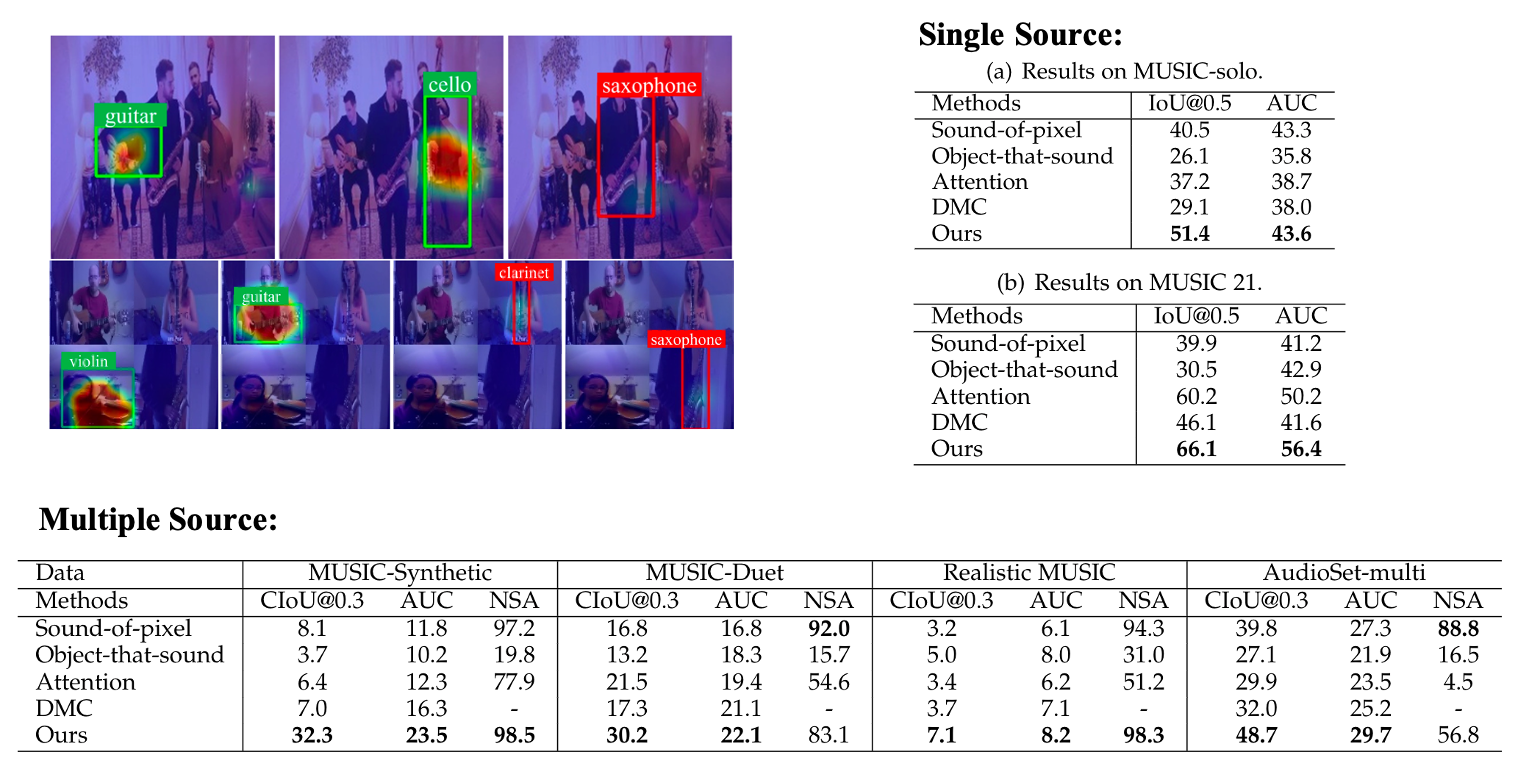 guitar
cello
saxophone
guitar
clarinet
violin
saxophone
Single Source:
(a) Results on MUSIC-solo.
Methods IoU@0.5 AUC
Sound-of-pixel 40.5 43.3
Object-that-sound 26.1 35.8
Attention 37.2 38.7
DMC 29.1 38.0
Ours 51.4 43.6
(b) Results on MUSIC 21.
Methods IoU@0.5 AUC
Sound-of-pixel 39.9 41.2
Object-that-sound 30.5 42.9
Attention 60.2 50.2
DMC 46.1 41.6
Ours 66.1 56.4
Multiple Source:
Data MUSIC-Synthetic MUSIC-Duet Realistic MUSIC AudioSet-multi
Methods CIoU@0.3 AUC NSA CIoU@0.3 AUC NSA CIoU@0.3 AUC NSA CIoU@0.3 AUC NSA
Sound-of-pixel 8.1 11.8 97.2 16.8 16.8 92.0 3.2 6.1 94.3 39.8 27.3 88.8
Object-that-sound 3.7 10.2 19.8 13.2 18.3 15.7 5.0 8.0 31.0 27.1 21.9 16.5
Attention 6.4 12.3 77.9 21.5 19.4 54.6 3.4 6.2 51.2 29.9 23.5 4.5
DMC 7.0 16.3 - 17.3 21.1 - 3.7 7.1 - 32.0 25.2 -
Ours 32.3 23.5 98.5 30.2 22.1 83.1 7.1 8.2 98.3 48.7 29.7 56.8